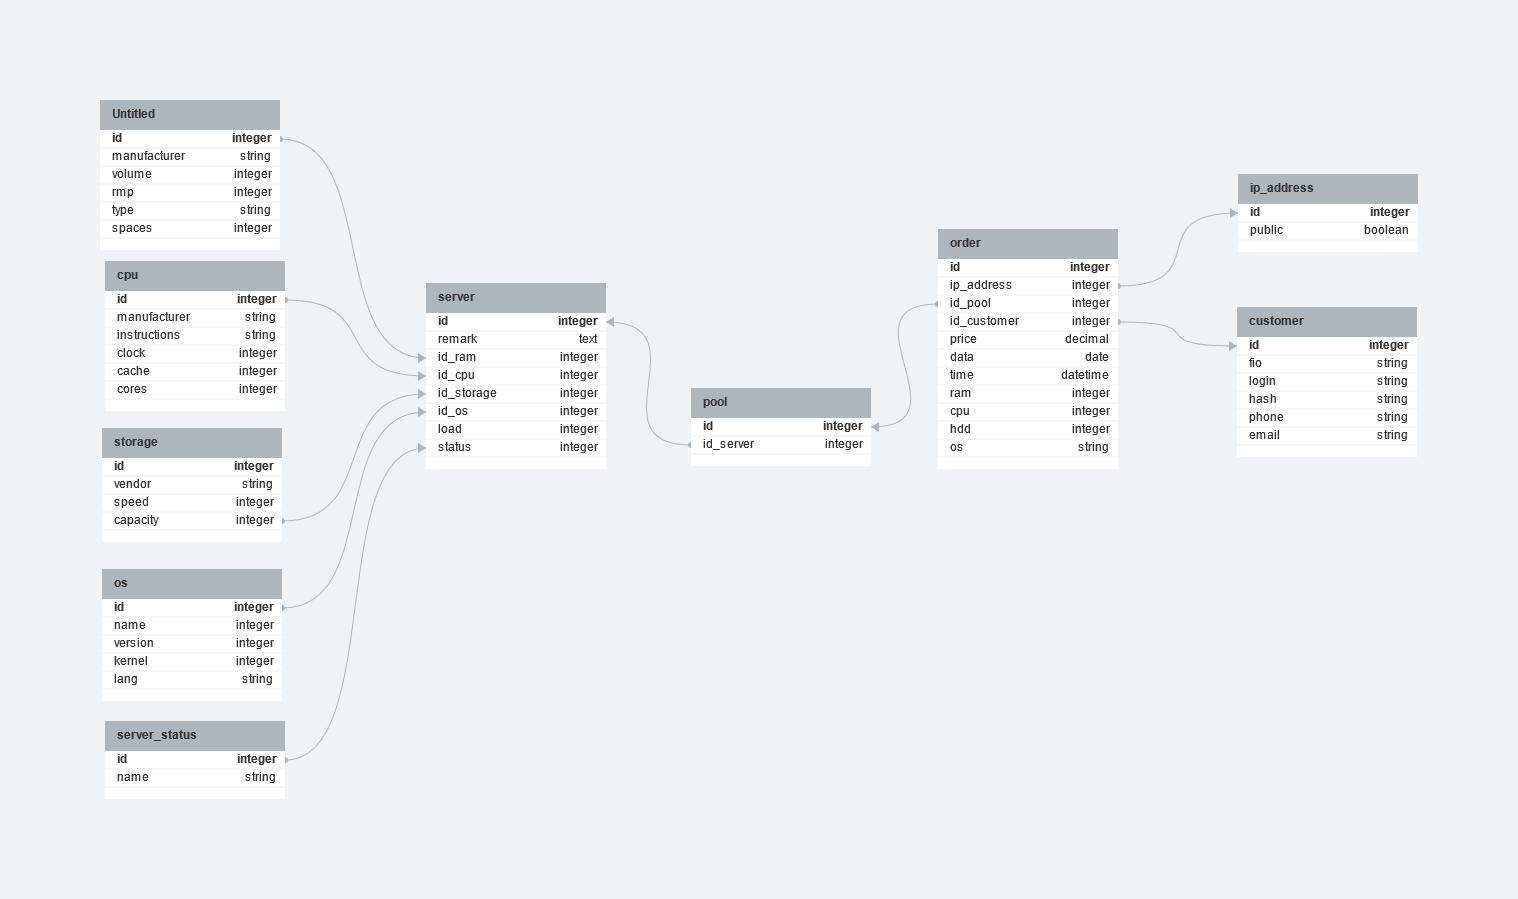 Untitled
id integer
manufacturer string
volume integer
rmp integer
type string
spaces integer
cpu
id integer
manufacturer string
instructions string
clock integer
cache integer
cores integer
storage
id integer
vendor string
speed integer
capacity integer
os
id integer
name integer
version integer
kernel integer
lang string
server_status
id integer
name string
server
id integer
remark text
id_ram integer
id_cpu integer
id_storage integer
id_os integer
load integer
status integer
pool
id integer
id_server integer
order
id integer
ip_address integer
id_pool integer
id_customer integer
price decimal
data date
time datetime
ram integer
cpu integer
hdd integer
os string
ip_address
id integer
public boolean
customer
id integer
fio string
login string
hash string
phone string
email string